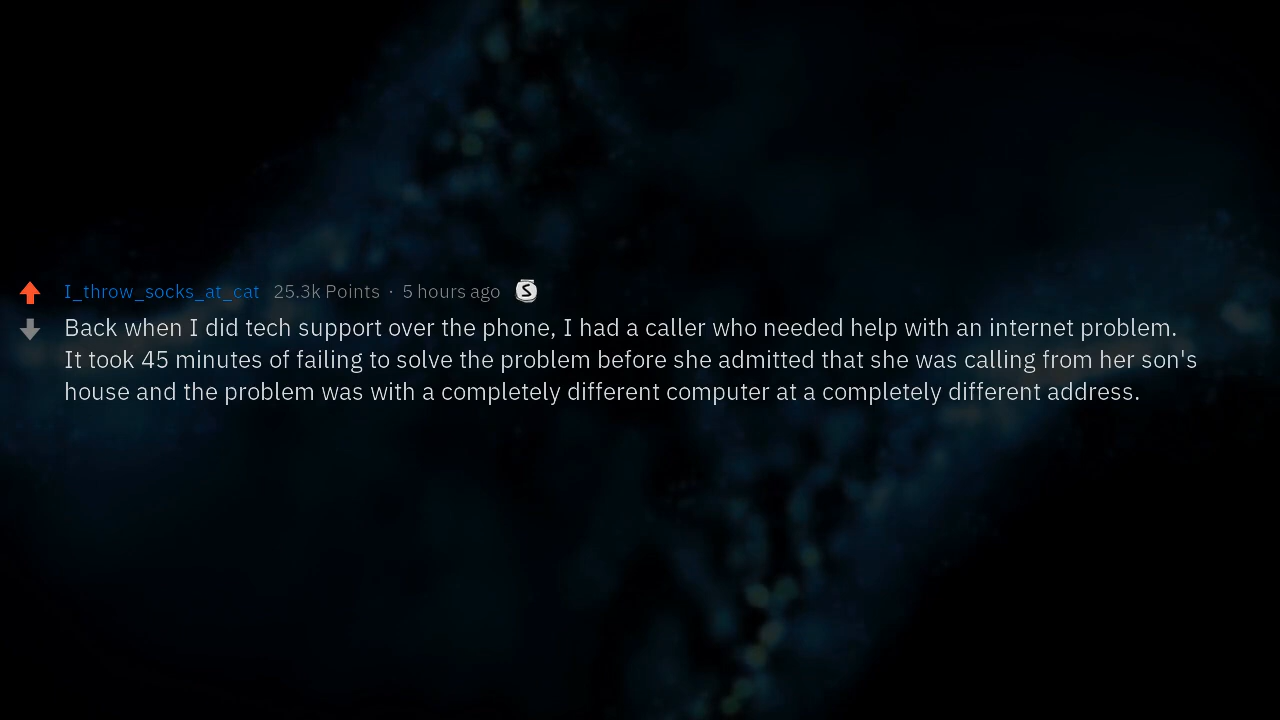 I_throw_socks_at_cat 25.3k Points · 5 hours ago S
Back when I did tech support over the phone, I had a caller who needed help with an internet problem.
It took 45 minutes of failing to solve the problem before she admitted that she was calling from her son's
house and the problem was with a completely different computer at a completely different address.